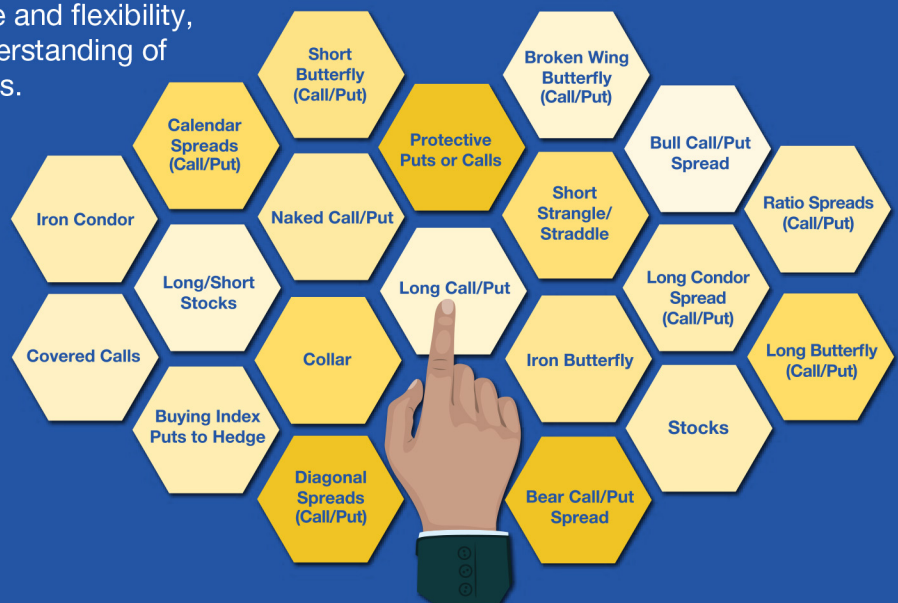 e and flexibility,
erstanding of
s.
Short
Butterfly
(Call/Put)
Broken Wing
Butterfly
(Call/Put)
Calendar
Spreads
(Call/Put)
Protective
Puts or Calls
Bull Call/Put
Spread
Iron Condor
Naked Call/Put
Short
Strangle/
Straddle
Ratio Spreads
(Call/Put)
Long/Short
Stocks
Long Call/Put
Long Condor
Spread
(Call/Put)
Covered Calls
Collar
Iron Butterfly
Long Butterfly
(Call/Put)
Buying Index
Puts to Hedge
Stocks
Diagonal
Spreads
(Call/Put)
Bear Call/Put
Spread